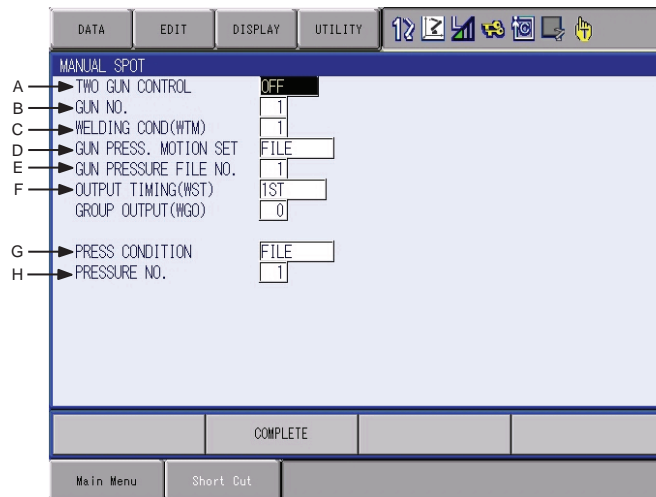 DATA EDIT DISPLAY UTILITY
MANUAL SPOT
A TWO GUN CONTROL OFF
B GUN NO. 1
C WELDING COND(WTM) 1
D GUN PRESS. MOTION SET FILE
E GUN PRESSURE FILE NO. 1
F OUTPUT TIMING(WST) 1ST
GROUP OUTPUT(WGO) 0
G PRESS CONDITION FILE
H PRESSURE NO. 1
COMPLETE
Main Menu Short Cut